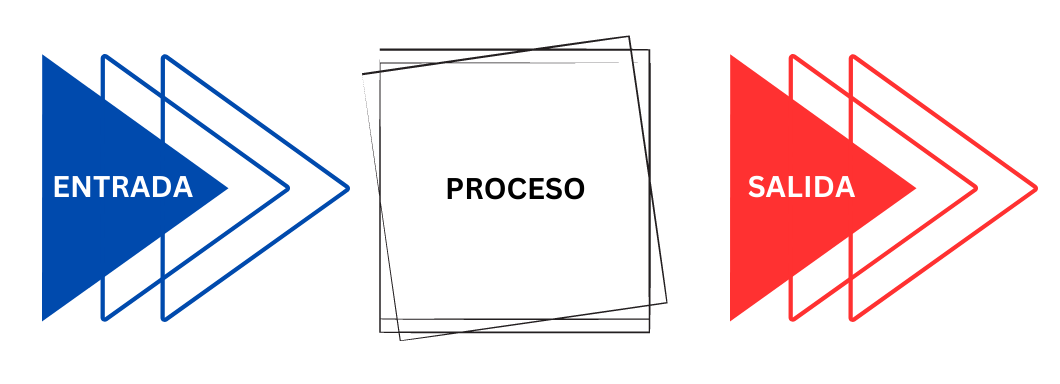 ENTRADA
PROCESO
SALIDA